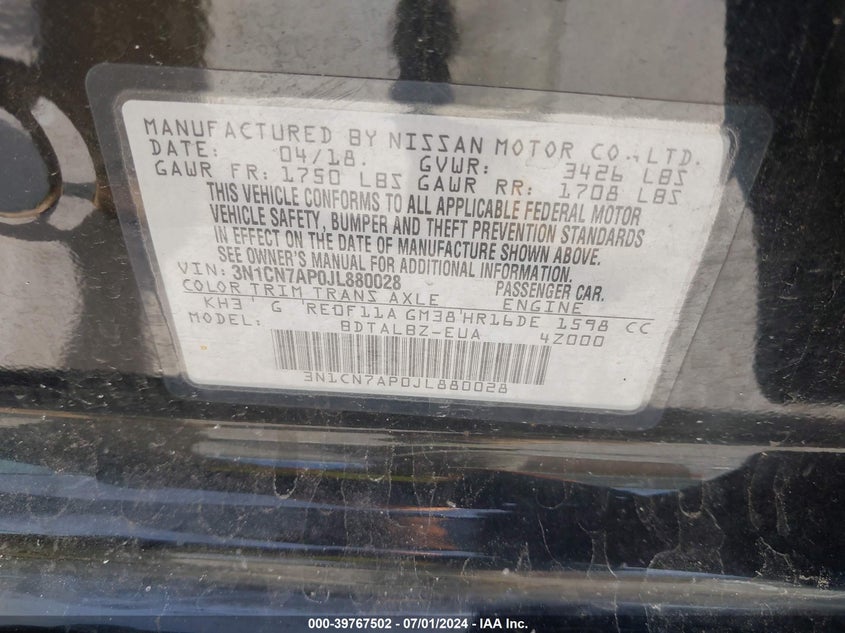 MANUFACTURED BY NISSAN MOTOR CO.,LTD.
DATE: 04/18. GVWR: 3426 LBS
GAWR FR: 1750 LBS GAWR RR: 1708 LBS
THIS VEHICLE CONFORMS TO ALL APPLICABLE FEDERAL MOTOR
VEHICLE SAFETY, BUMPER AND THEFT PREVENTION STANDARDS
IN EFFECT ON THE DATE OF MANUFACTURE SHOWN ABOVE.
SEE OWNER'S MANUAL FOR ADDITIONAL INFORMATION.
VIN: 3N1CN7AP0JL880028 PASSENGER CAR.
COLOR TRIM TRANS AXLE ENGINE
KH3 G RE0F11A GM38 HR16DE 1598 CC
MODEL: BDTALBZ-EUA 4Z000
3N1CN7AP0JL880028
000-39767502 / 07/01/2024 - IAA Inc.